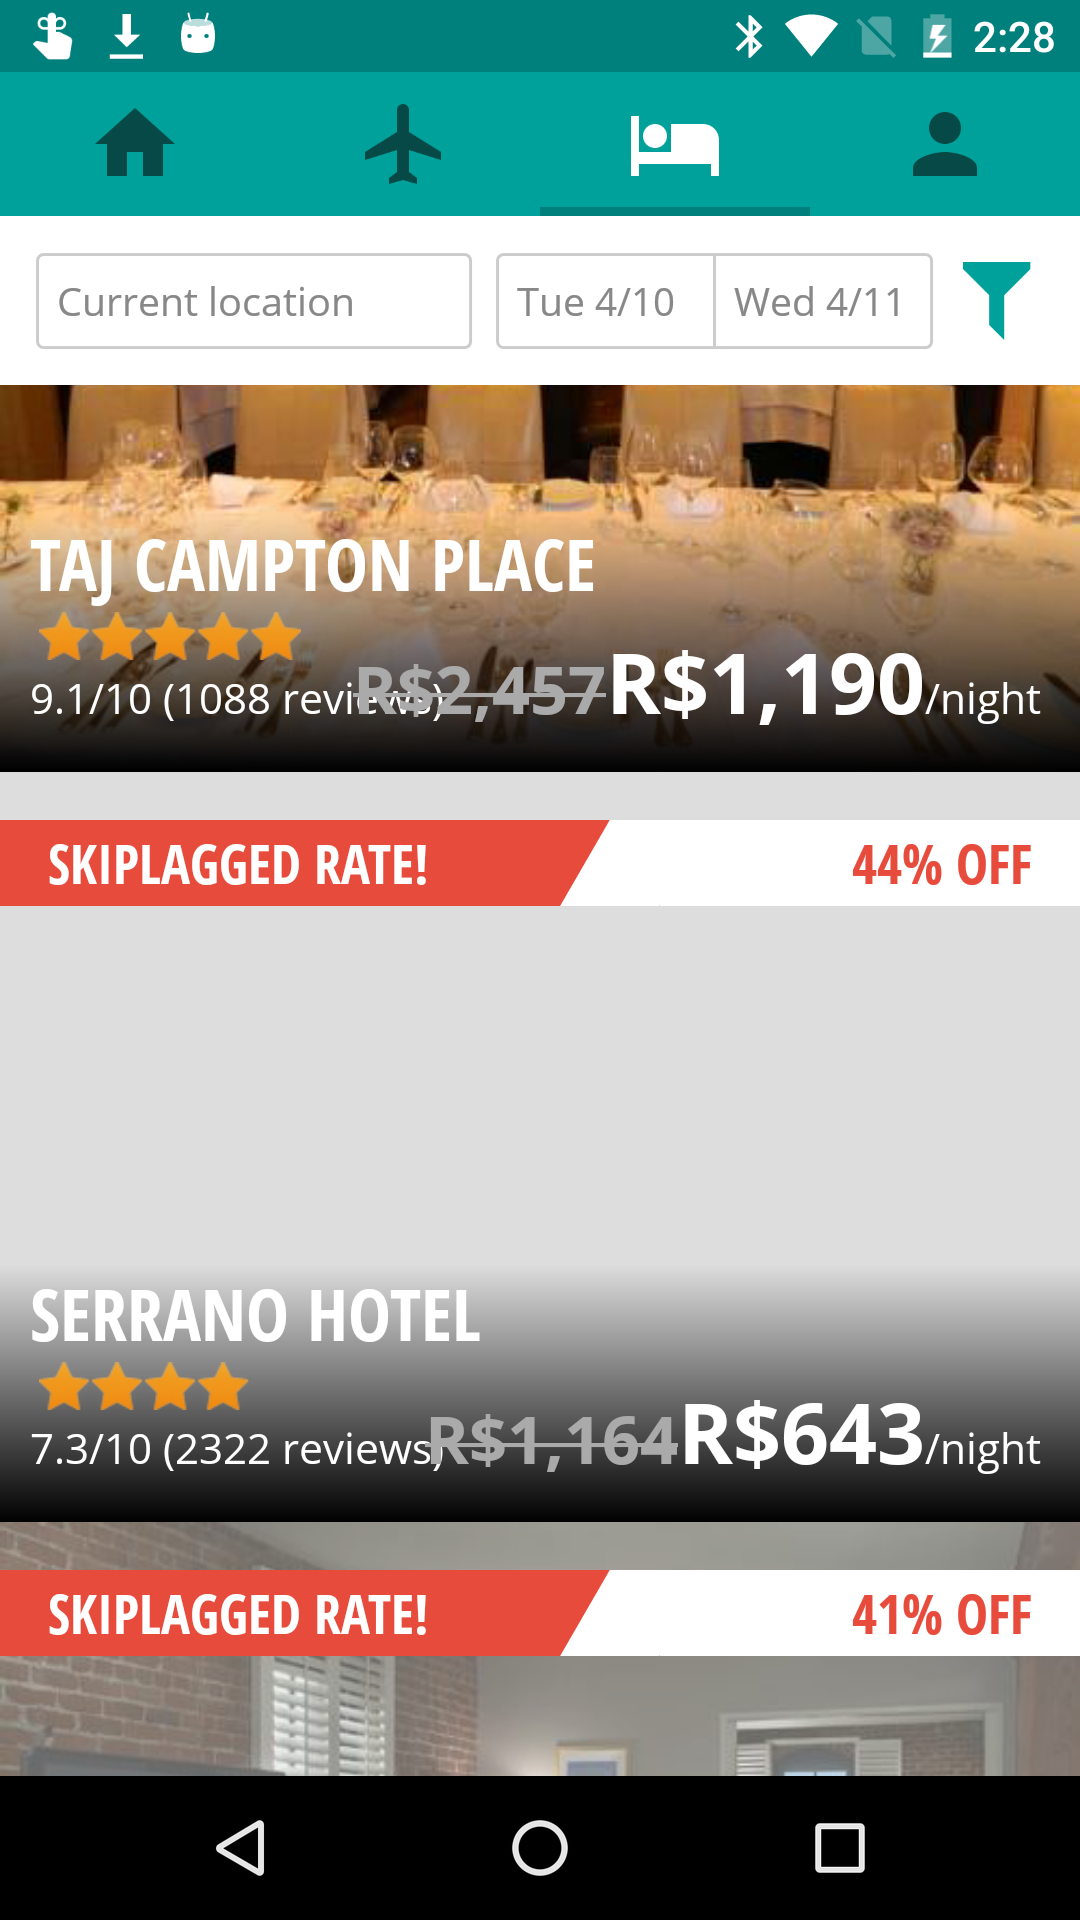 2:28
Current location
Tue 4/10
Wed 4/11
TAJ CAMPTON PLACE
9.1/10 (1088 reviews)
R$2,457 R$1,190/night
SKIPLAGGED RATE!
44% OFF
SERRANO HOTEL
7.3/10 (2322 reviews)
R$1,164 R$643/night
SKIPLAGGED RATE!
41% OFF